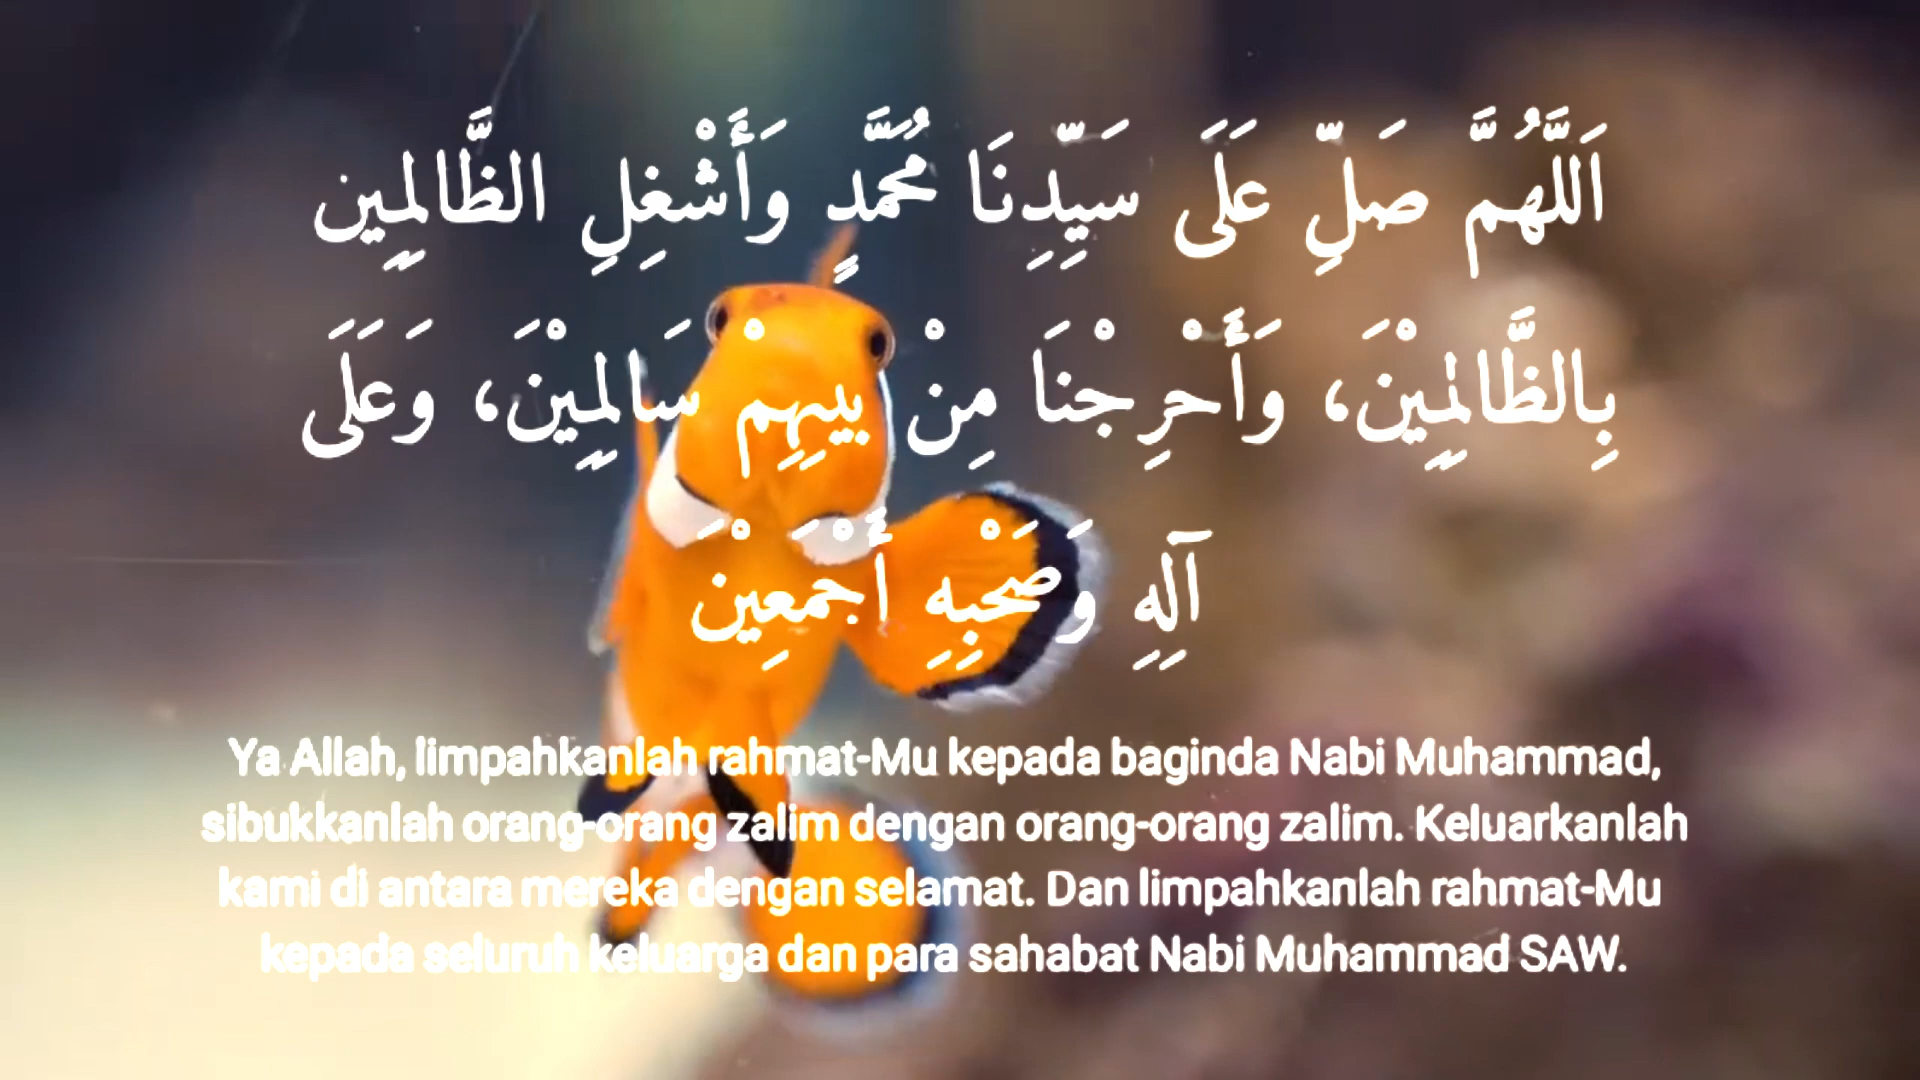 اَللَّهُمَّ صَلِّ عَلَى سَيِّدِنَا مُحَمَّدٍ وَأَشْغِلِ الظَّالِمِين
بِالظَّالِمِيْنَ، وَأَحْرِجْنَا مِنْ بَيِهِمْ سَالِمِيْنَ، وَعَلَى
آلِهِ وَصَحْبِهِ أَجْمَعِيْنَ
Ya Allah, limpahkanlah rahmat-Mu kepada baginda Nabi Muhammad,
sibukkanlah orang-orang zalim dengan orang-orang zalim. Keluarkanlah
kami di antara mereka dengan selamat. Dan limpahkanlah rahmat-Mu
kepada seluruh keluarga dan para sahabat Nabi Muhammad SAW.